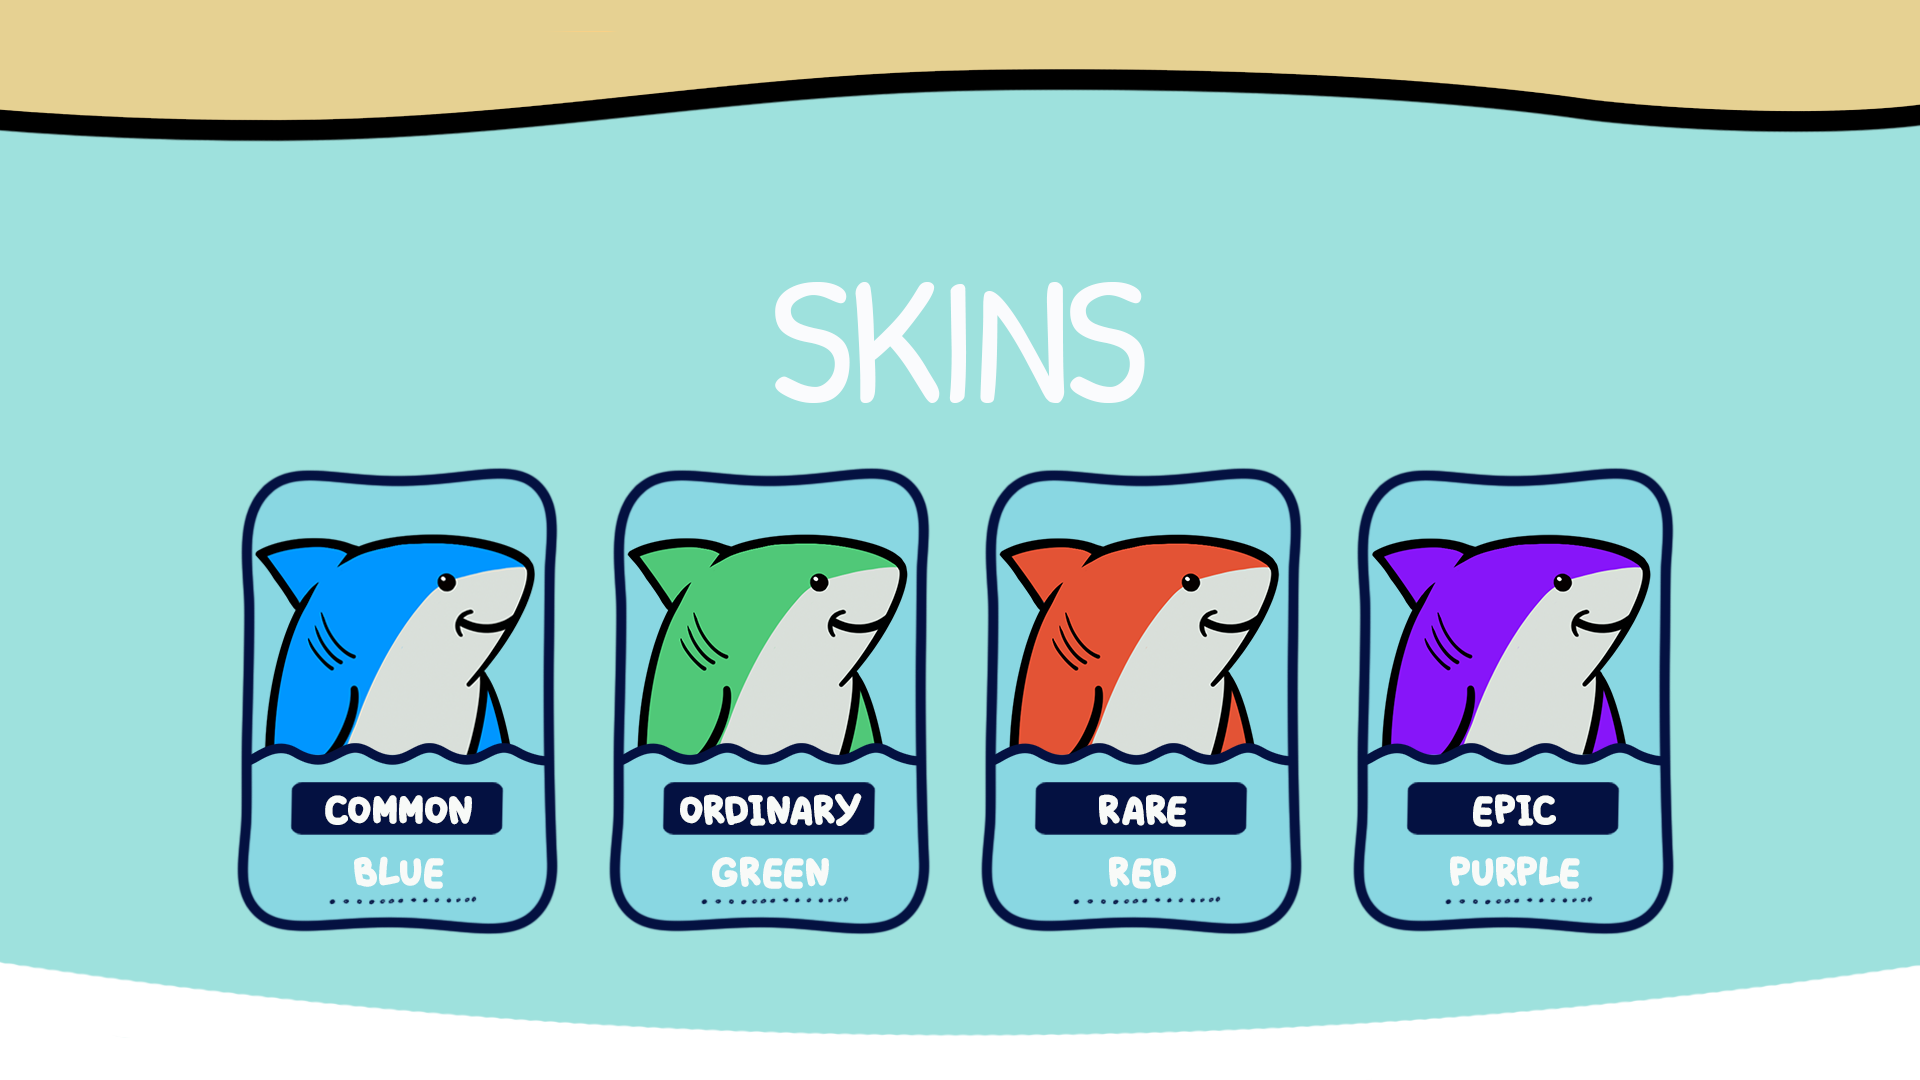 SKINS
COMMON
BLUE
ORDINARY
GREEN
RARE
RED
EPIC
PURPLE